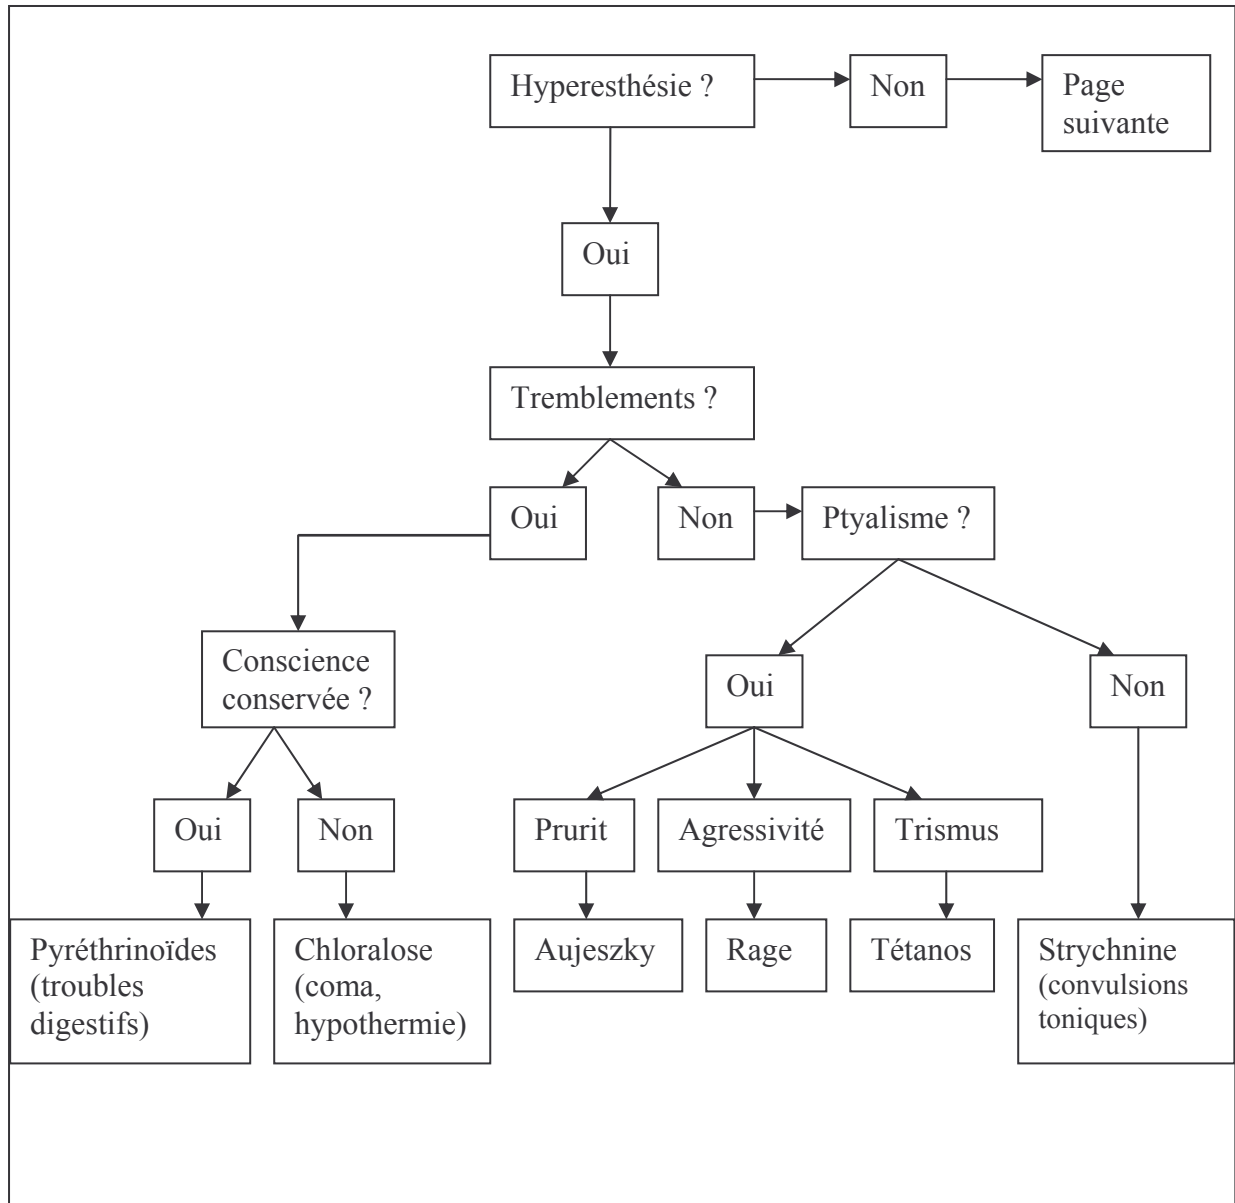 Hyperesthésie ?
Non
Page
suivante
Oui
Tremblements ?
Oui
Non
Ptyalisme ?
Conscience
conservée ?
Oui
Non
Oui
Non
Prurit
Agressivité
Trismus
Pyréthrinoïdes
(troubles
digestifs)
Chloralose
(coma,
hypothermie)
Aujeszky
Rage
Tétanos
Strychnine
(convulsions
toniques)